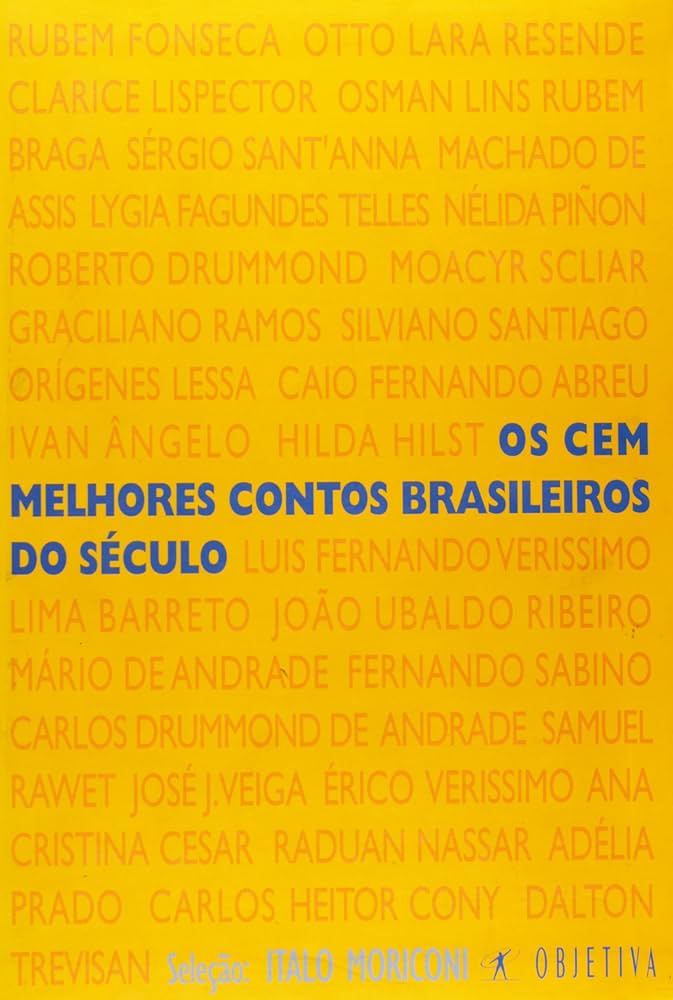 RUBEM FONSECA OTTO LARA RESENDE
CLARICE LISPECTOR OSMAN LINS RUBEM
BRAGA SÉRGIO SANT'ANNA MACHADO DE
ASSIS LYGIA FAGUNDES TELLES NÉLIDA PIÑON
ROBERTO DRUMMOND MOACYR SCLIAR
GRACILIANO RAMOS SILVIANO SANTIAGO
ORÍGENES LESSA CAIO FERNANDO ABREU
IVAN ÂNGELO HILDA HILST OS CEM
MELHORES CONTOS BRASILEIROS
DO SÉCULO LUIS FERNANDO VERISSIMO
LIMA BARRETO JOÃO UBALDO RIBEIRO
MÁRIO DE ANDRADE FERNANDO SABINO
CARLOS DRUMMOND DE ANDRADE SAMUEL
RAWET JOSÉ J. VEIGA ÉRICO VERISSIMO ANA
CRISTINA CESAR RADUAN NASSAR ADÉLIA
PRADO CARLOS HEITOR CONY DALTON
TREVISAN Seleção: ITALO MORICONI OBJETIVA